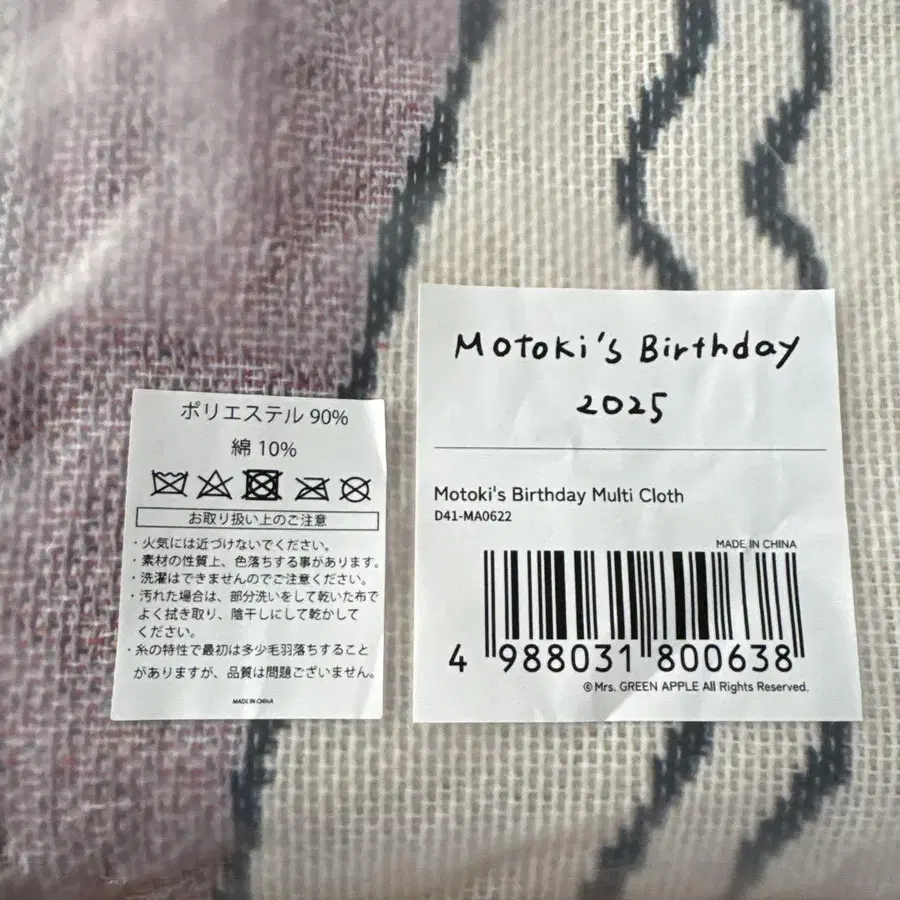 ポリエステル 90%
綿 10%
お取り扱い上のご注意
・火気には近づけないでください。
・素材の性質上、色落ちする事があります。
・洗濯はできませんのでご注意ください。
・汚れた場合は、部分洗いをして乾いた布で
よく拭き取り、陰干しにして乾かして
ください。
・糸の特性で最初は多少毛羽落ちすること
がありますが、品質は問題ございません。
MADE IN CHINA
Motoki's Birthday
2025
Motoki's Birthday Multi Cloth
D41-MA0622
MADE IN CHINA
4 988031 800638
©Mrs. GREEN APPLE All Rights Reserved.